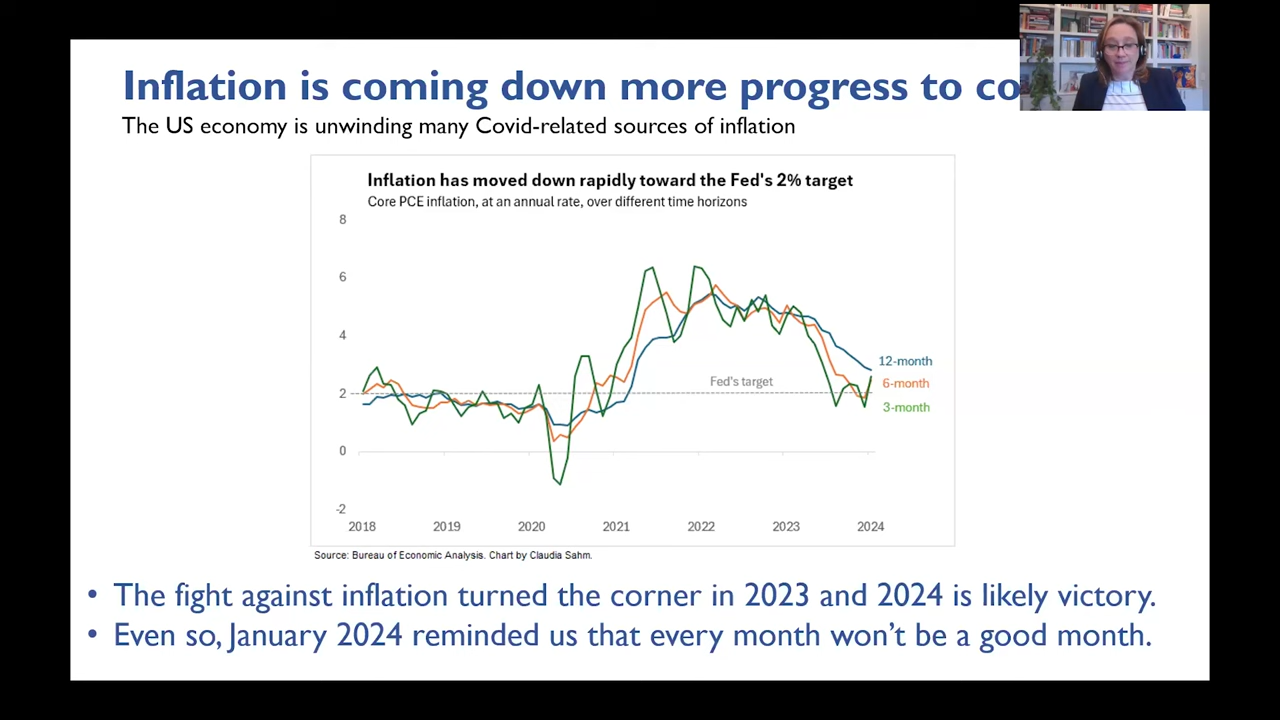 Inflation is coming down more progress to co
The US economy is unwinding many Covid-related sources of inflation
Inflation has moved down rapidly toward the Fed's 2% target
Core PCE inflation, at an annual rate, over different time horizons
8
6
4
2
0
-2
Fed's target
12-month
6-month
3-month
2018 2019 2020 2021 2022 2023 2024
Source: Bureau of Economic Analysis. Chart by Claudia Sahm.
• The fight against inflation turned the corner in 2023 and 2024 is likely victory.
• Even so, January 2024 reminded us that every month won't be a good month.